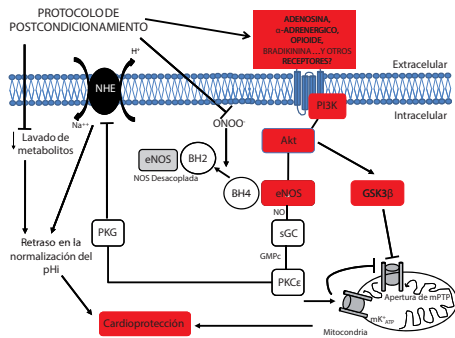 PROTOCOLO DE
POSTCONDICIONAMIENTO
ADENOSINA,
α-ADRENERGICO,
OPIOIDE,
BRADIKININA.....Y OTROS
RECEPTORES?
H⁺
Extracelular
NHE
PI3K
Intracelular
Na⁺⁺
ONOO⁻
Lavado de
metabolitos
Akt
eNOS
BH2
NOS Desacoplada
BH4
eNOS
GSK3β
NO
PKG
sGC
Retraso en la
normalización del
pHi
GMPc
PKCε
Apertura de mPTP
mK⁺ATP
Cardioprotección
Mitocondria